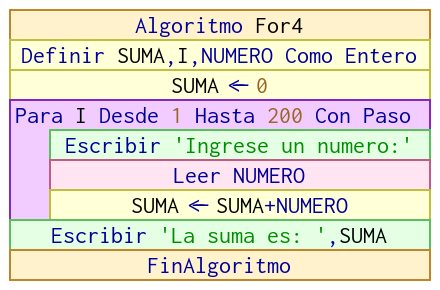 Algoritmo For4
Definir SUMA,I,NUMERO Como Entero
SUMA ← 0
Para I Desde 1 Hasta 200 Con Paso
Escribir 'Ingrese un numero:'
Leer NUMERO
SUMA ← SUMA+NUMERO
Escribir 'La suma es: ',SUMA
FinAlgoritmo